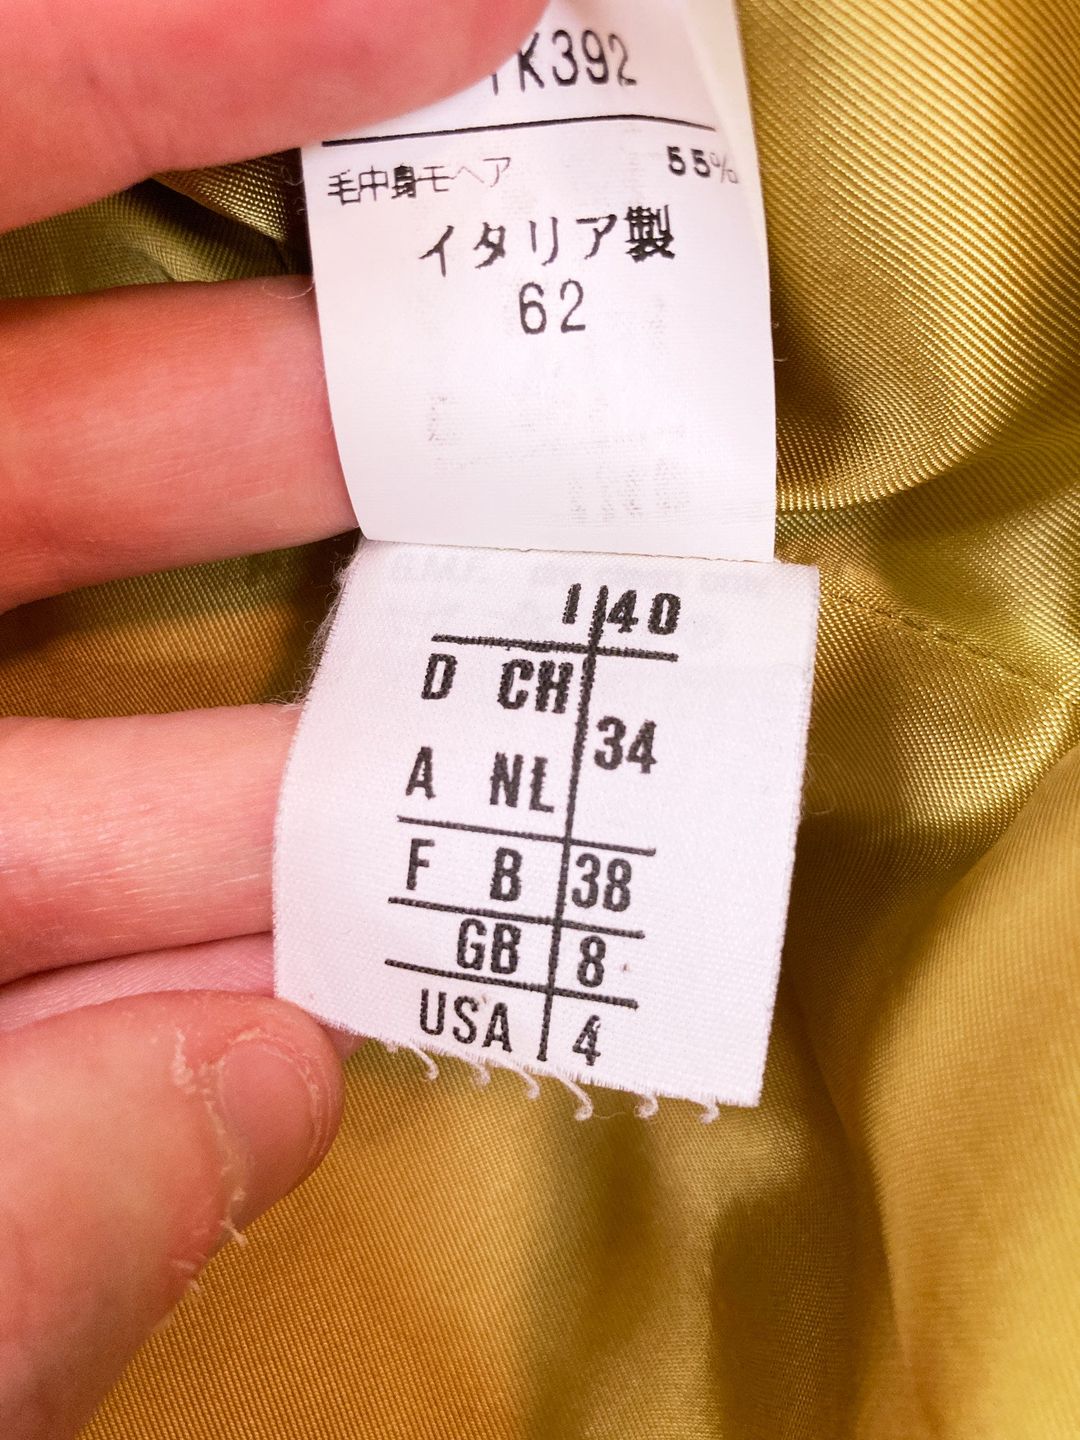 K392
毛中身モヘア 55%
イタリア製
62
I 40
D CH
34
A NL
F B 38
GB 8
USA 4